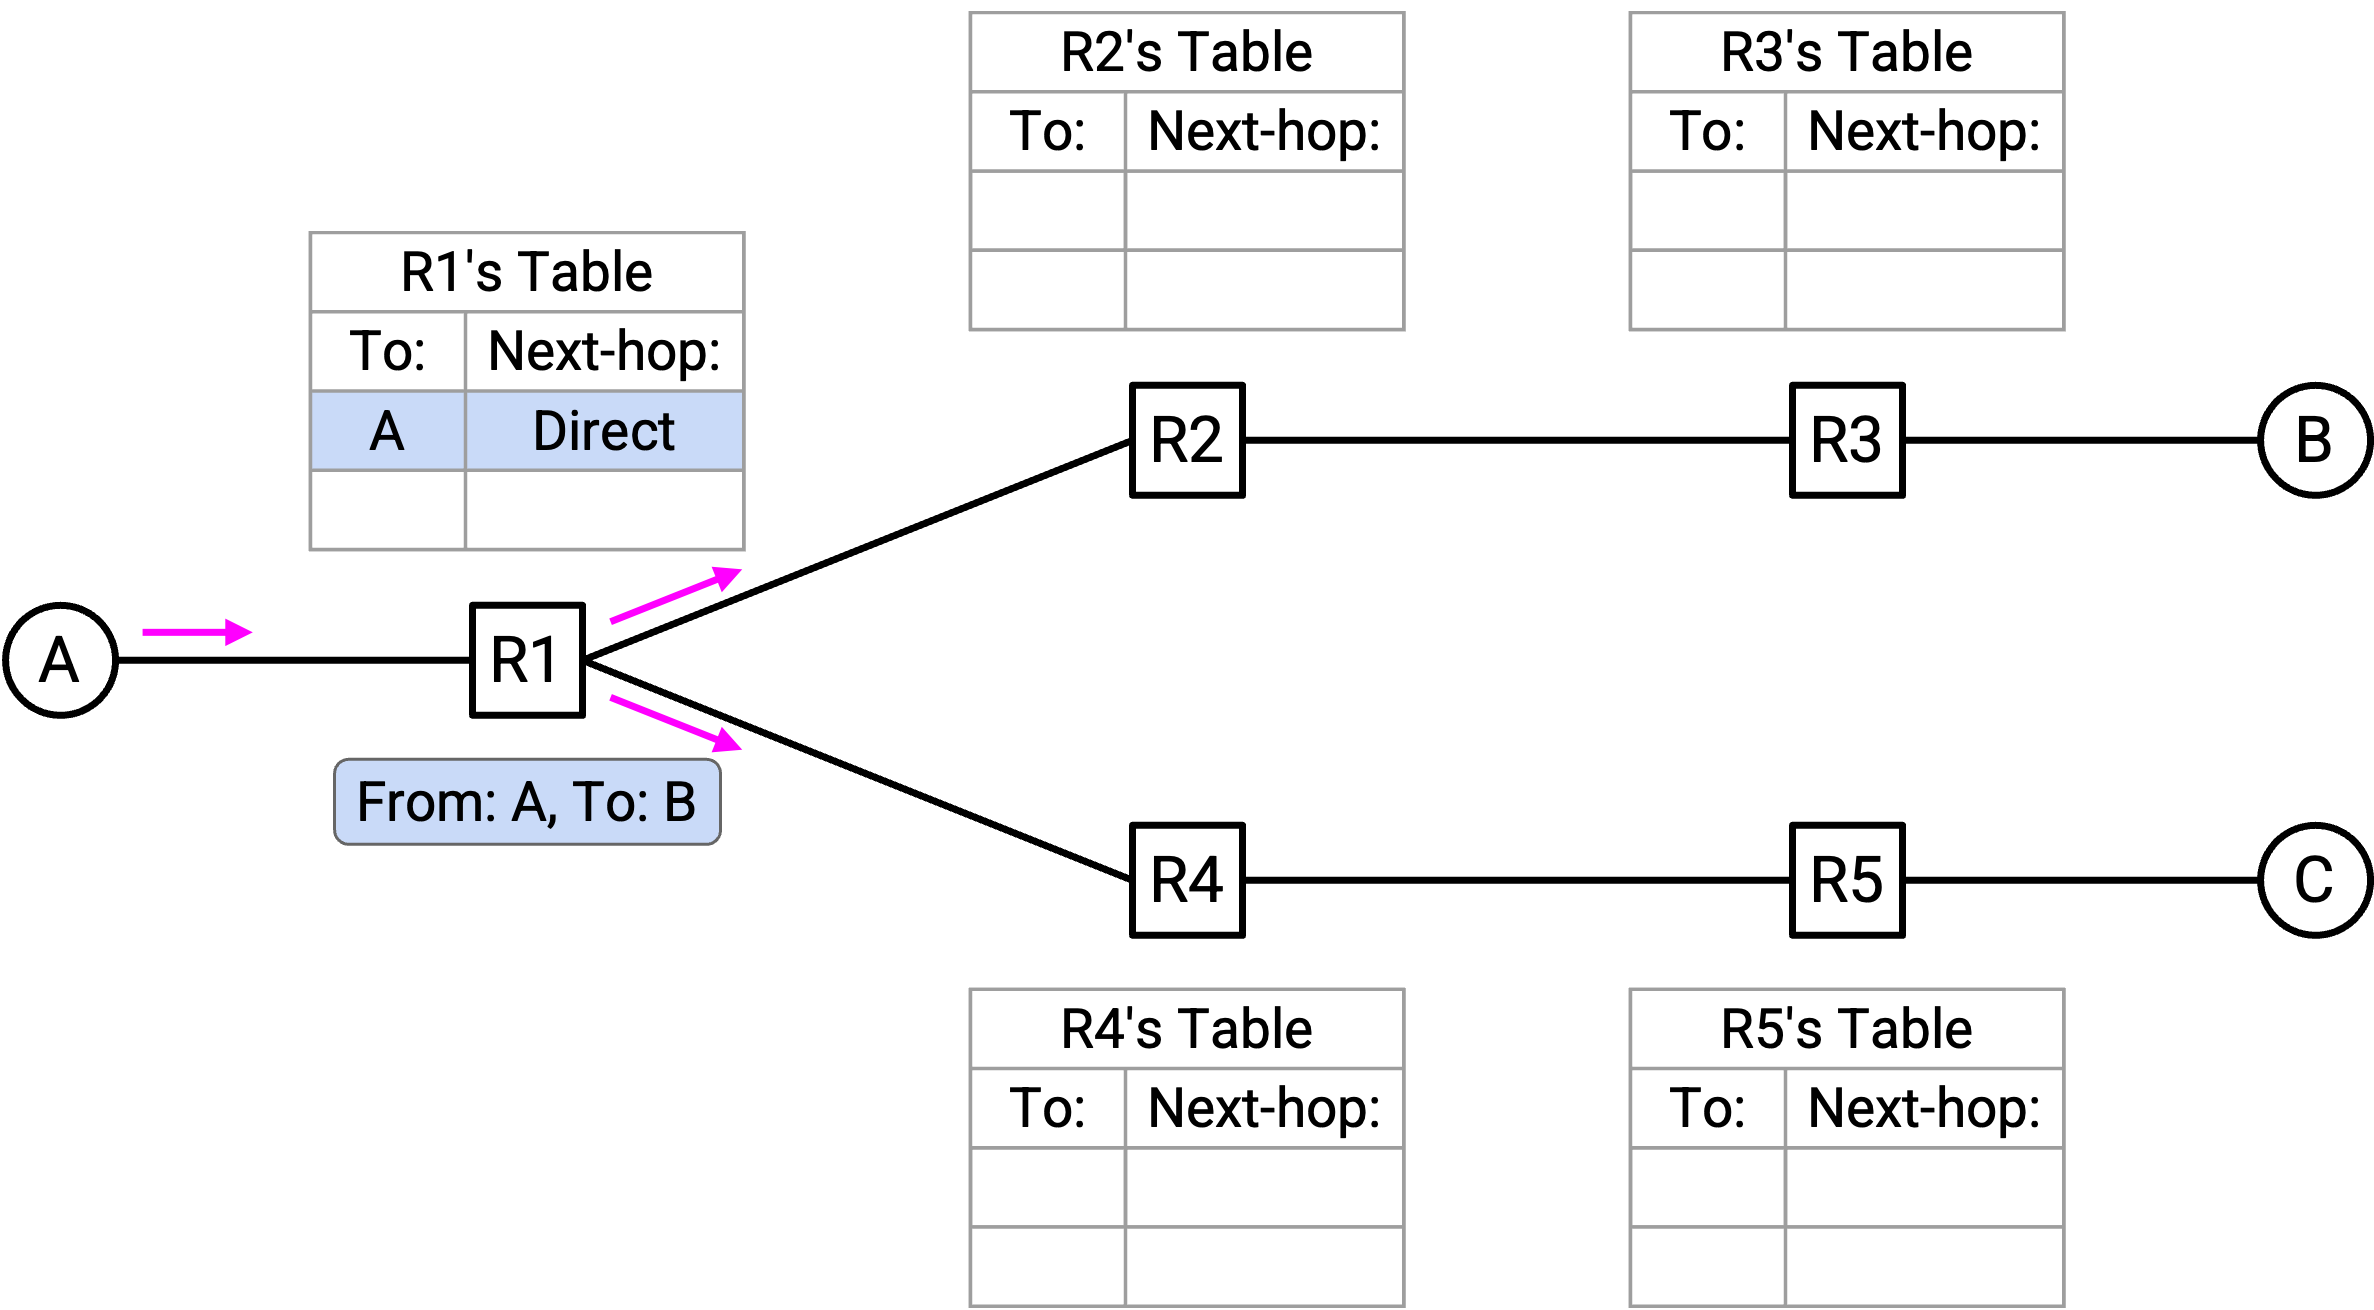 R2's Table
To: Next-hop:
R3's Table
To: Next-hop:
R1's Table
To: Next-hop:
A Direct
R2
R3
B
A
R1
From: A, To: B
R4
R5
C
R4's Table
To: Next-hop:
R5's Table
To: Next-hop: